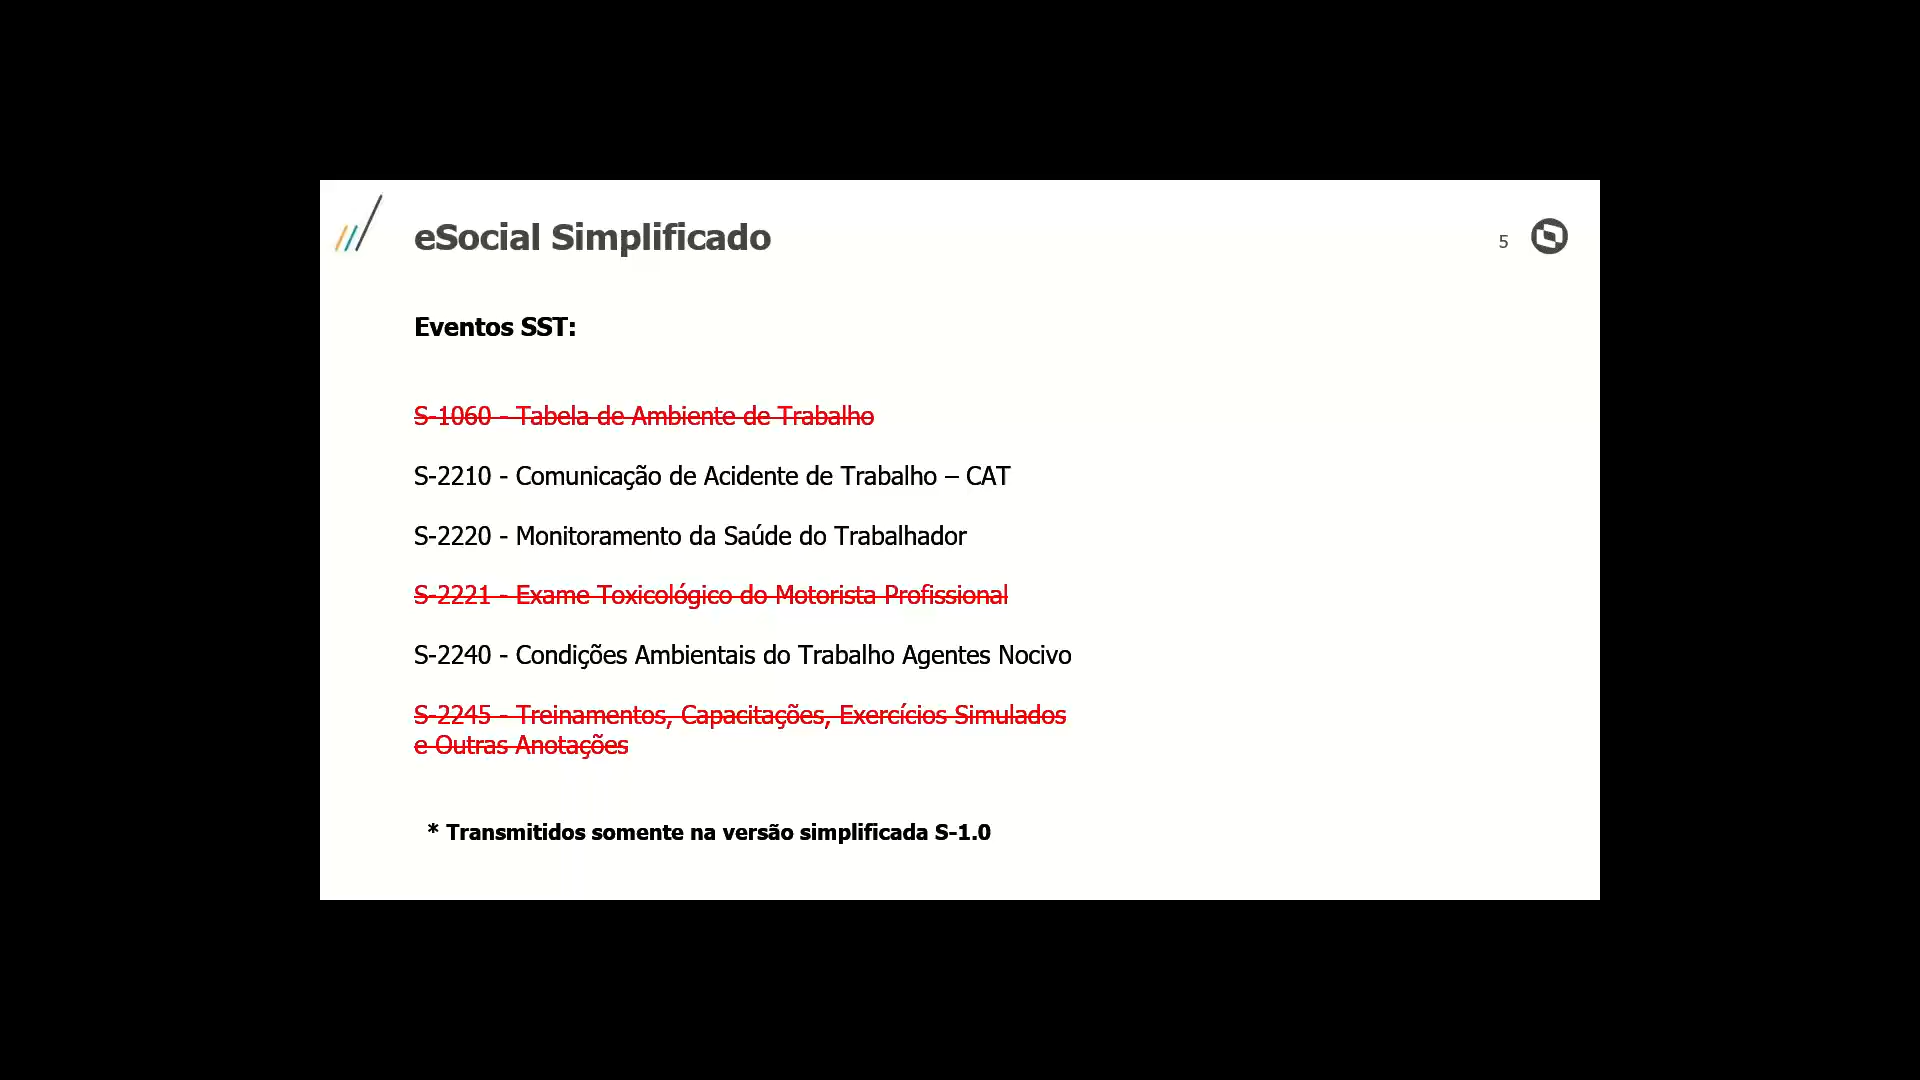 eSocial Simplificado
5
Eventos SST:
S-1060 - Tabela de Ambiente de Trabalho
S-2210 - Comunicação de Acidente de Trabalho – CAT
S-2220 - Monitoramento da Saúde do Trabalhador
S-2221 - Exame Toxicológico do Motorista Profissional
S-2240 - Condições Ambientais do Trabalho Agentes Nocivo
S-2245 - Treinamentos, Capacitações, Exercícios Simulados
e Outras Anotações
* Transmitidos somente na versão simplificada S-1.0